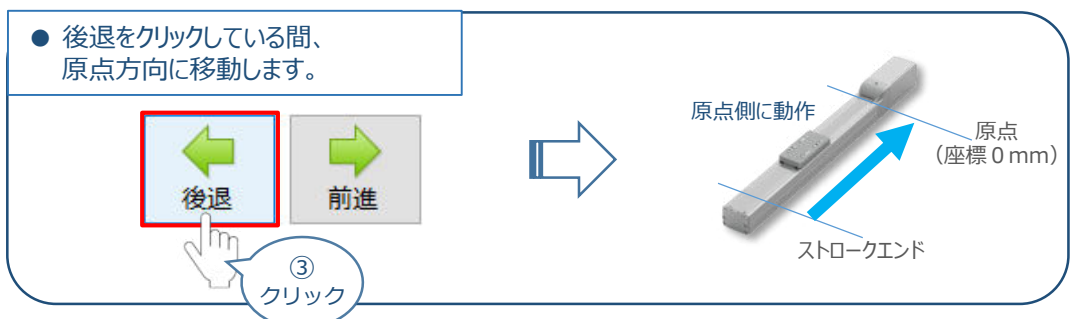 ● 後退をクリックしている間、
原点方向に移動します。
後退
前進
③
クリック
原点側に動作
原点
（座標０mm）
ストロークエンド